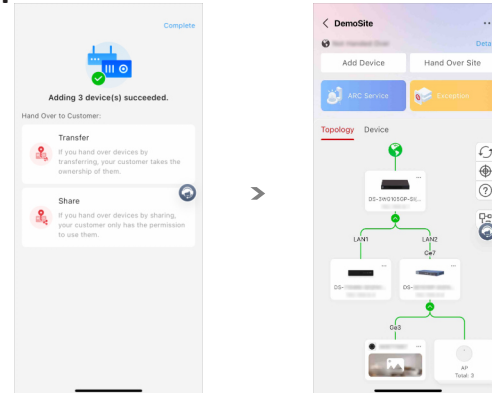 Complete
Adding 3 device(s) succeeded.
Hand Over to Customer:
Transfer
If you hand over devices by
transferring, your customer takes the
ownership of them.
Share
If you hand over devices by sharing,
your customer only has the permission
to use them.
DemoSite
Deta
Add Device
Hand Over Site
ARC Service
Exception
Topology Device
DS-3WG105GP-SI(...
LAN1
LAN2
Ge7
DS-
DS-
Ge3
AP
Total: 3